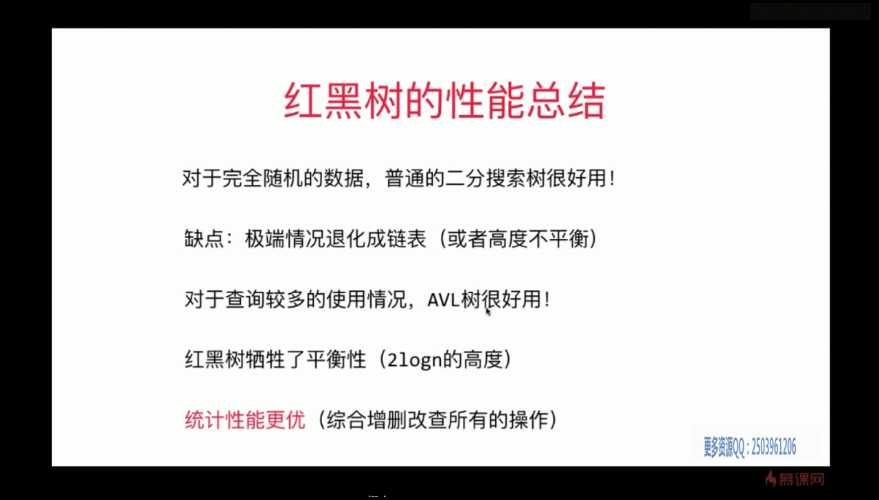 红黑树的性能总结
对于完全随机的数据，普通的二分搜索树很好用！
缺点：极端情况退化成链表（或者高度不平衡）
对于查询较多的使用情况，AVL树很好用！
红黑树牺牲了平衡性（2logn的高度）
统计性能更优（综合增删改查所有的操作）
更多资源QQ：2503961206
慕课网